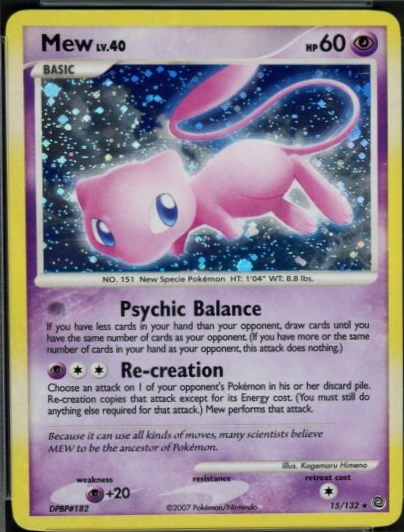 Mew LV.40 HP 60
BASIC
NO. 151 New Specie Pokémon HT: 1'04" WT: 8.8 lbs.
Psychic Balance
If you have less cards in your hand than your opponent, draw cards until you
have the same number of cards as your opponent. (If you have more or the same
number of cards in your hand as your opponent, this attack does nothing.)
Re-creation
Choose an attack on 1 of your opponent's Pokémon in his or her discard pile.
Re-creation copies that attack except for its Energy cost. (You must still do
anything else required for that attack.) Mew performs that attack.
Because it can use all kinds of moves, many scientists believe
MEW to be the ancestor of Pokémon.
Illus. Kagemaru Himeno
weakness resistance retreat cost
+20
DPBP#182 ©2007 Pokémon/Nintendo 15/132